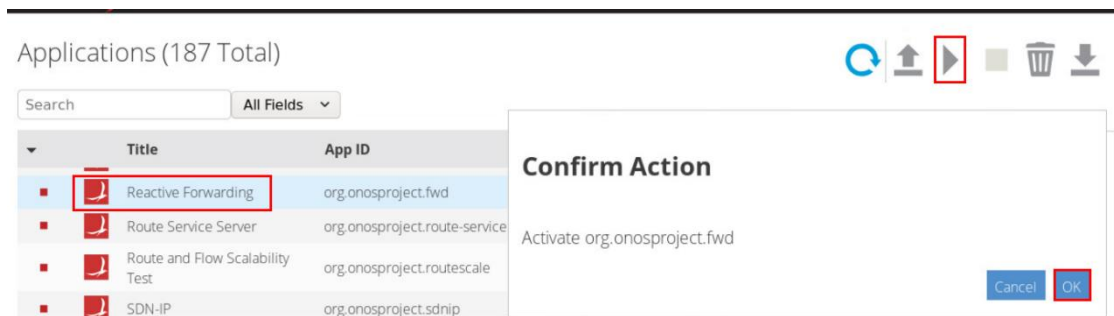 Applications (187 Total)
Search
All Fields
Title
App ID
Reactive Forwarding
org.onosproject.fwd
Route Service Server
org.onosproject.route-service
Route and Flow Scalability
Test
org.onosproject.routescale
SDN-IP
org.onosproject.sdnip
Confirm Action
Activate org.onosproject.fwd
Cancel
OK